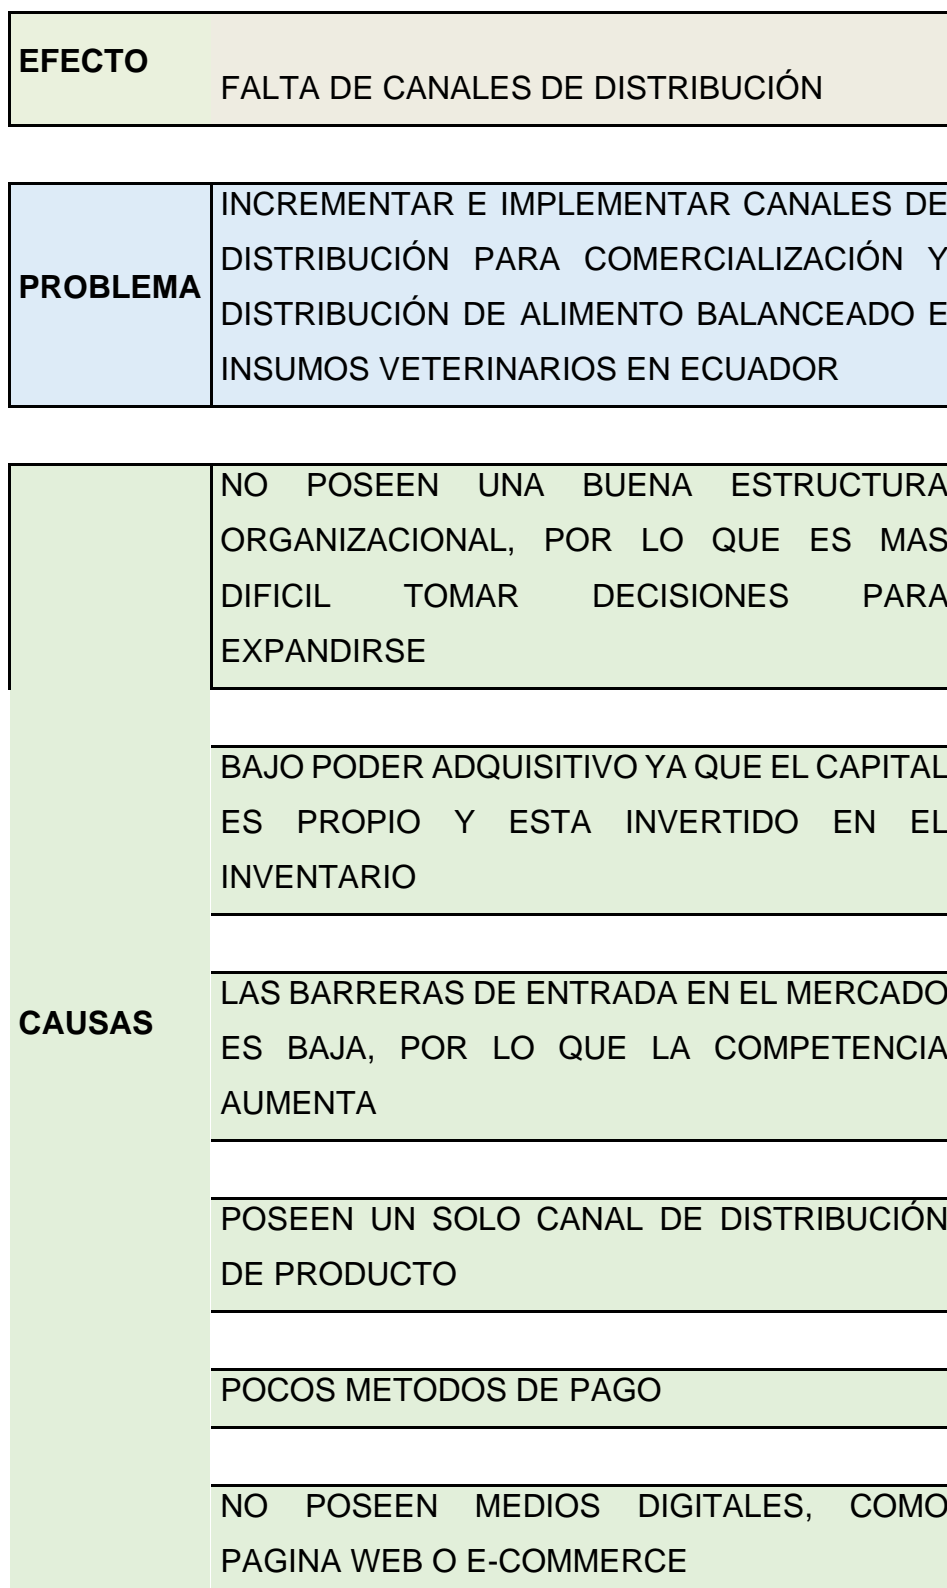 EFECTO
FALTA DE CANALES DE DISTRIBUCIÓN
PROBLEMA
INCREMENTAR E IMPLEMENTAR CANALES DE
DISTRIBUCIÓN PARA COMERCIALIZACIÓN Y
DISTRIBUCIÓN DE ALIMENTO BALANCEADO E
INSUMOS VETERINARIOS EN ECUADOR
CAUSAS
NO POSEEN UNA BUENA ESTRUCTURA
ORGANIZACIONAL, POR LO QUE ES MAS
DIFICIL TOMAR DECISIONES PARA
EXPANDIRSE
BAJO PODER ADQUISITIVO YA QUE EL CAPITAL
ES PROPIO Y ESTA INVERTIDO EN EL
INVENTARIO
LAS BARRERAS DE ENTRADA EN EL MERCADO
ES BAJA, POR LO QUE LA COMPETENCIA
AUMENTA
POSEEN UN SOLO CANAL DE DISTRIBUCIÓN
DE PRODUCTO
POCOS METODOS DE PAGO
NO POSEEN MEDIOS DIGITALES, COMO
PAGINA WEB O E-COMMERCE